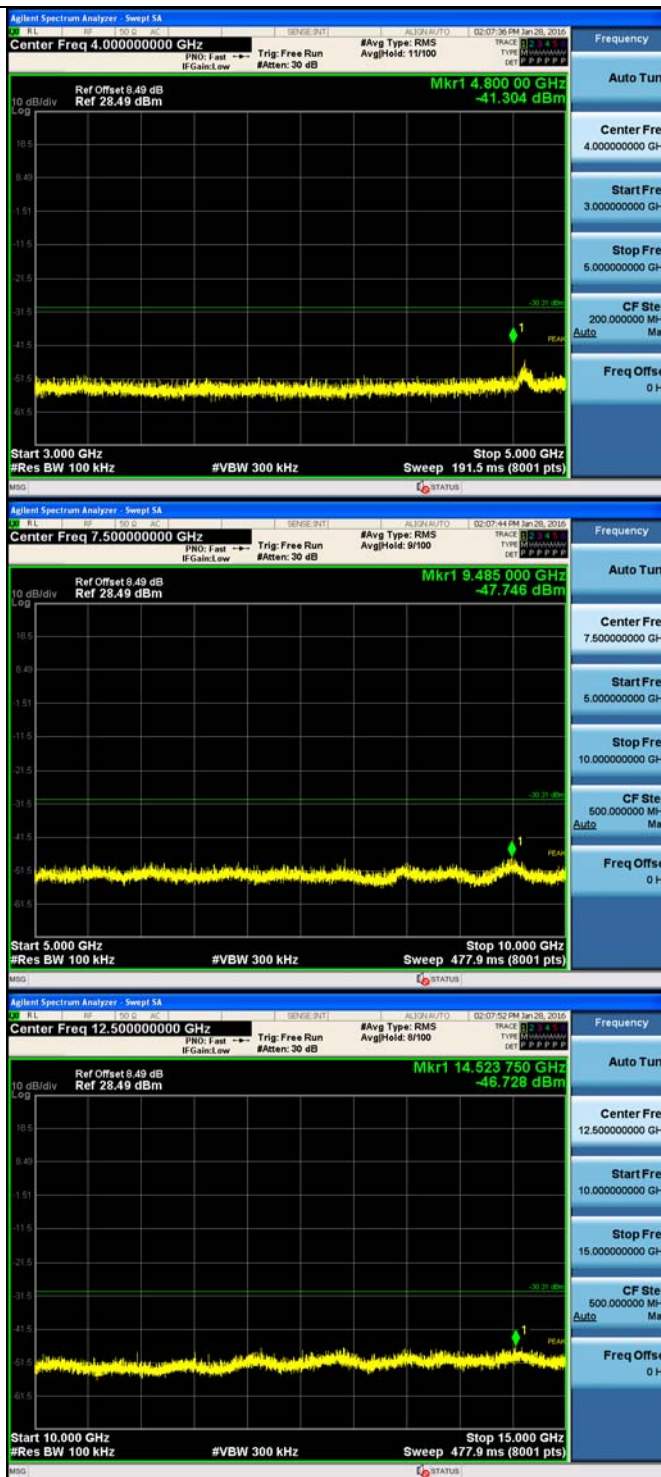 Agilent Spectrum Analyzer - Swept SA
RL RF 50 Ω AC SENSE:INT ALIGN AUTO 02:07:36 PM Jan 28, 2016
Center Freq 4.000000000 GHz
PNO: Fast
IFGain:Low
Trig: Free Run
#Atten: 30 dB
#Avg Type: RMS
Avg|Hold: 11/100
TRACE 1 2 3 4 5
TYPE M
DET P P P P P P
Ref Offset 8.49 dB
Ref 28.49 dBm
10 dB/div
Log
Mkr1 4.800 00 GHz
-41.304 dBm
18.5
8.49
-1.51
-11.5
-21.5
-31.5
-41.5
-51.5
-61.5
-30.31 dBm
1
PEAK
Start 3.000 GHz
Stop 5.000 GHz
#Res BW 100 kHz
#VBW 300 kHz
Sweep 191.5 ms (8001 pts)
MSG
STATUS
Frequency
Auto Tun
Center Fre
4.000000000 GH
Start Fre
3.000000000 GH
Stop Fre
5.000000000 GH
CF Ste
200.000000 MH
Auto Ma
Freq Offse
0 H
Agilent Spectrum Analyzer - Swept SA
RL RF 50 Ω AC SENSE:INT ALIGN AUTO 02:07:44 PM Jan 28, 2016
Center Freq 7.500000000 GHz
PNO: Fast
IFGain:Low
Trig: Free Run
#Atten: 30 dB
#Avg Type: RMS
Avg|Hold: 9/100
TRACE 1 2 3 4 5
TYPE M
DET P P P P P P
Ref Offset 8.49 dB
Ref 28.49 dBm
10 dB/div
Log
Mkr1 9.485 000 GHz
-47.746 dBm
18.5
8.49
-1.51
-11.5
-21.5
-31.5
-41.5
-51.5
-61.5
-30.31 dBm
1
PEAK
Start 5.000 GHz
Stop 10.000 GHz
#Res BW 100 kHz
#VBW 300 kHz
Sweep 477.9 ms (8001 pts)
MSG
STATUS
Frequency
Auto Tun
Center Fre
7.500000000 GH
Start Fre
5.000000000 GH
Stop Fre
10.000000000 GH
CF Ste
500.000000 MH
Auto Ma
Freq Offse
0 H
Agilent Spectrum Analyzer - Swept SA
RL RF 50 Ω AC SENSE:INT ALIGN AUTO 02:07:52 PM Jan 28, 2016
Center Freq 12.500000000 GHz
PNO: Fast
IFGain:Low
Trig: Free Run
#Atten: 30 dB
#Avg Type: RMS
Avg|Hold: 8/100
TRACE 1 2 3 4 5
TYPE M
DET P P P P P P
Ref Offset 8.49 dB
Ref 28.49 dBm
10 dB/div
Log
Mkr1 14.523 750 GHz
-46.728 dBm
18.5
8.49
-1.51
-11.5
-21.5
-31.5
-41.5
-51.5
-61.5
-30.31 dBm
1
PEAK
Start 10.000 GHz
Stop 15.000 GHz
#Res BW 100 kHz
#VBW 300 kHz
Sweep 477.9 ms (8001 pts)
MSG
STATUS
Frequency
Auto Tun
Center Fre
12.500000000 GH
Start Fre
10.000000000 GH
Stop Fre
15.000000000 GH
CF Ste
500.000000 MH
Auto Ma
Freq Offse
0 H